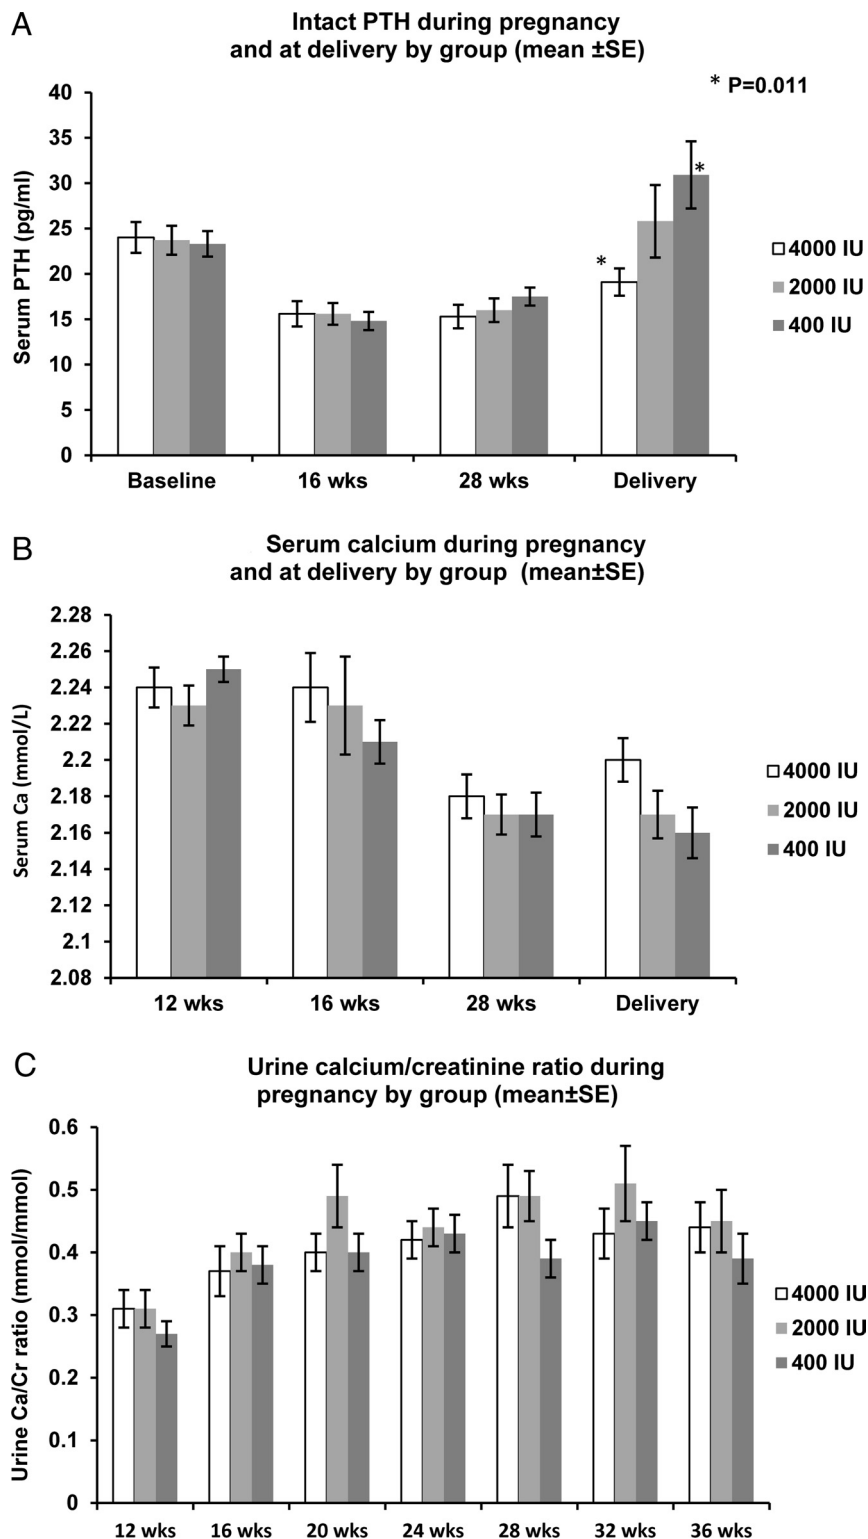 A
Intact PTH during pregnancy
and at delivery by group (mean ±SE)
* P=0.011
Serum PTH (pg/ml)
40
35
30
25
20
15
10
5
0
*
*
Baseline 16 wks 28 wks Delivery
4000 IU
2000 IU
400 IU
B
Serum calcium during pregnancy
and at delivery by group (mean±SE)
Serum Ca (mmol/L)
2.28
2.26
2.24
2.22
2.2
2.18
2.16
2.14
2.12
2.1
2.08
12 wks 16 wks 28 wks Delivery
4000 IU
2000 IU
400 IU
C
Urine calcium/creatinine ratio during
pregnancy by group (mean±SE)
Urine Ca/Cr ratio (mmol/mmol)
0.6
0.5
0.4
0.3
0.2
0.1
0
12 wks 16 wks 20 wks 24 wks 28 wks 32 wks 36 wks
4000 IU
2000 IU
400 IU